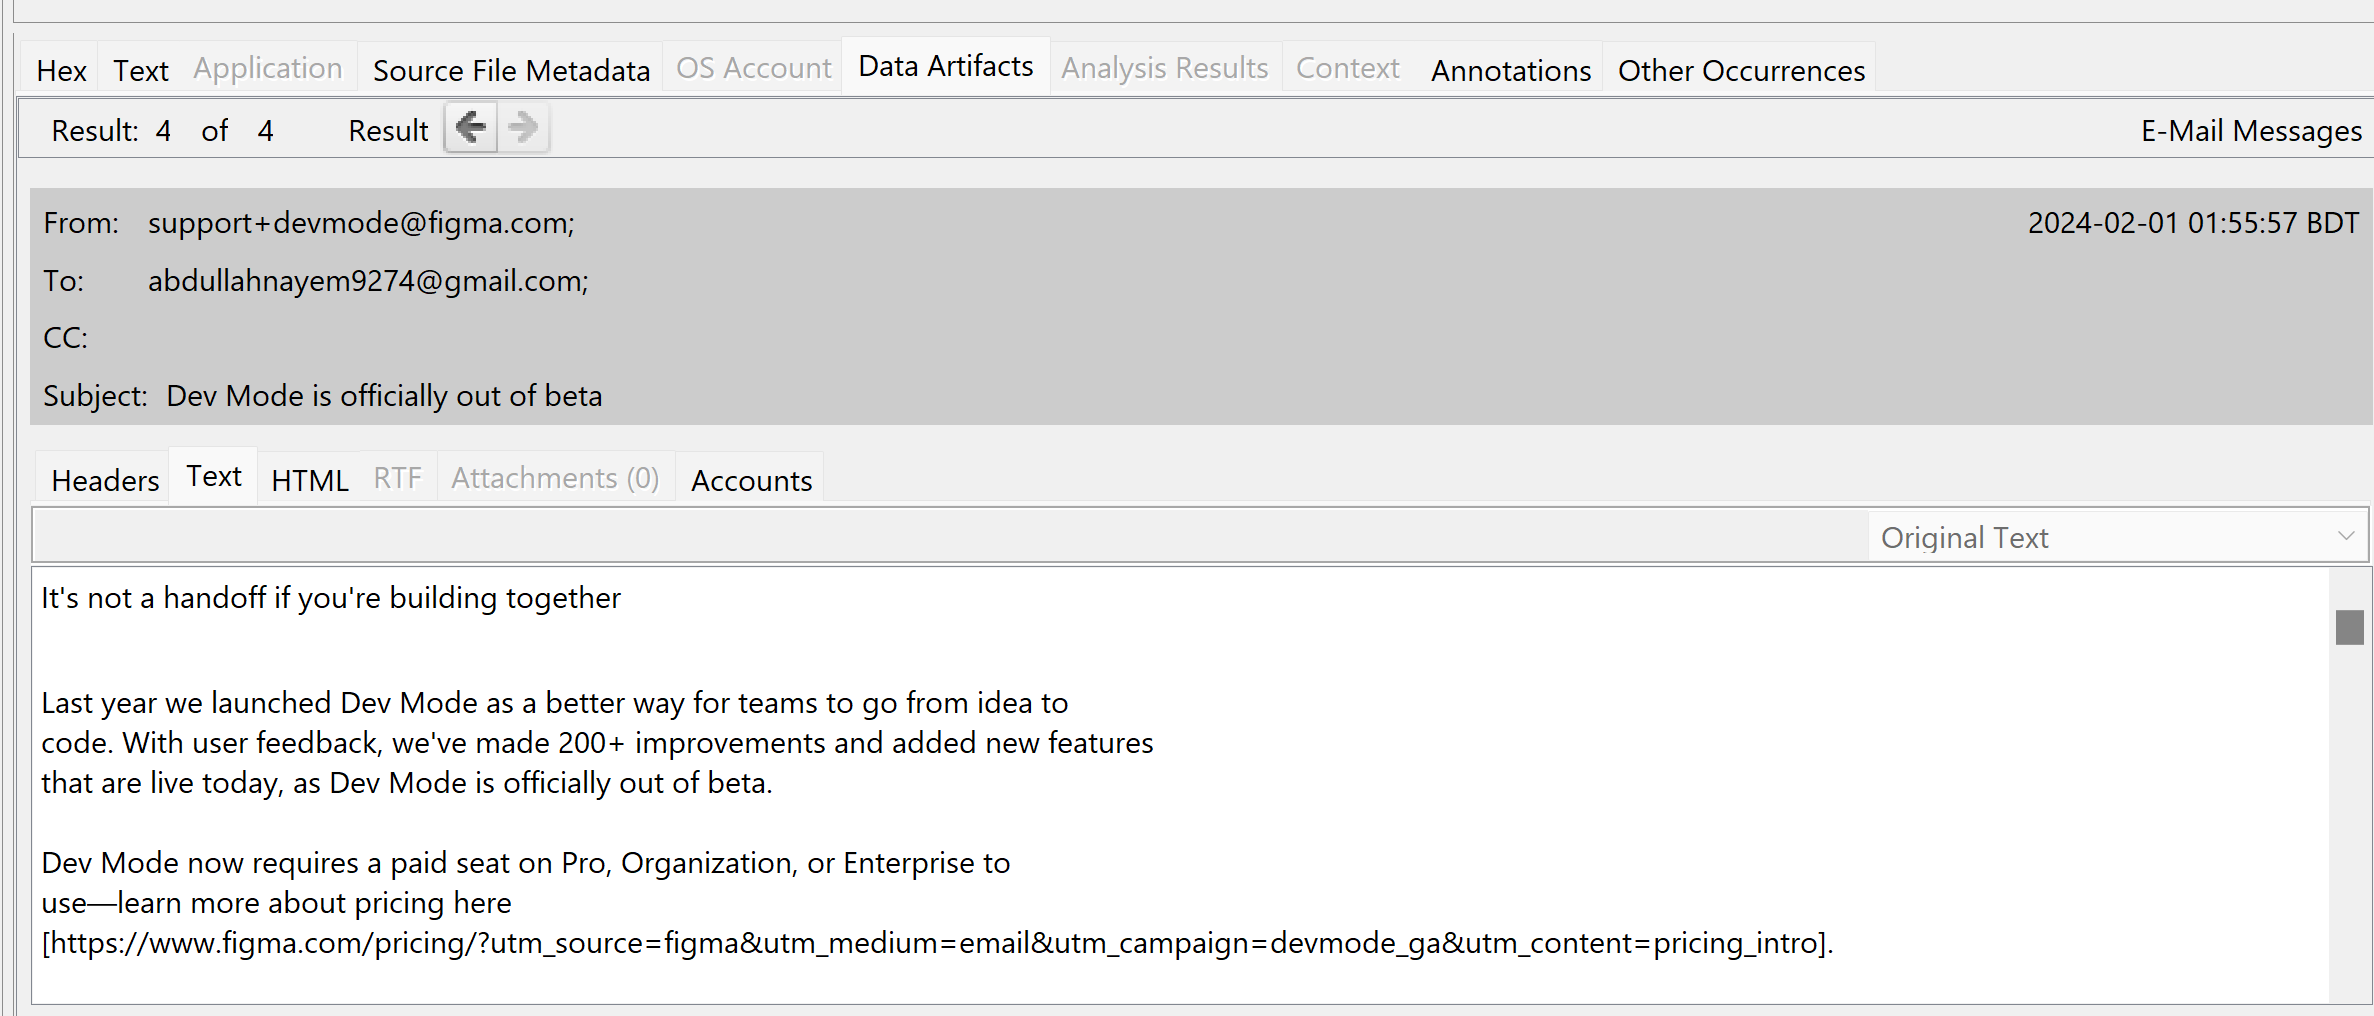 Hex Text Application Source File Metadata OS Account Data Artifacts Analysis Results Context Annotations Other Occurrences
Result: 4 of 4 Result E-Mail Messages
From: support+devmode@figma.com; 2024-02-01 01:55:57 BDT
To: abdullahnayem9274@gmail.com;
CC:
Subject: Dev Mode is officially out of beta
Headers Text HTML RTF Attachments (0) Accounts
Original Text
It's not a handoff if you're building together
Last year we launched Dev Mode as a better way for teams to go from idea to
code. With user feedback, we've made 200+ improvements and added new features
that are live today, as Dev Mode is officially out of beta.
Dev Mode now requires a paid seat on Pro, Organization, or Enterprise to
use—learn more about pricing here
[https://www.figma.com/pricing/?utm_source=figma&utm_medium=email&utm_campaign=devmode_ga&utm_content=pricing_intro].